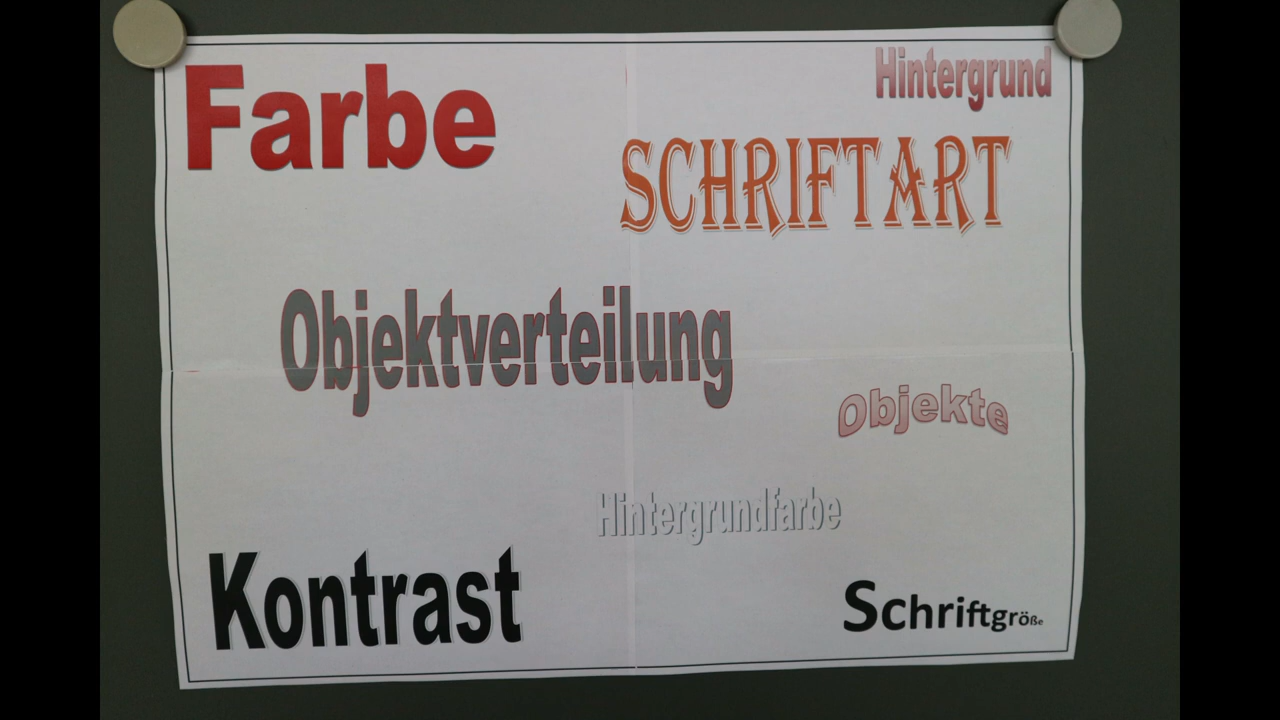 Farbe
Hintergrund
SCHRIFTART
Objektverteilung
Objekte
Hintergrundfarbe
Kontrast
Schriftgröße